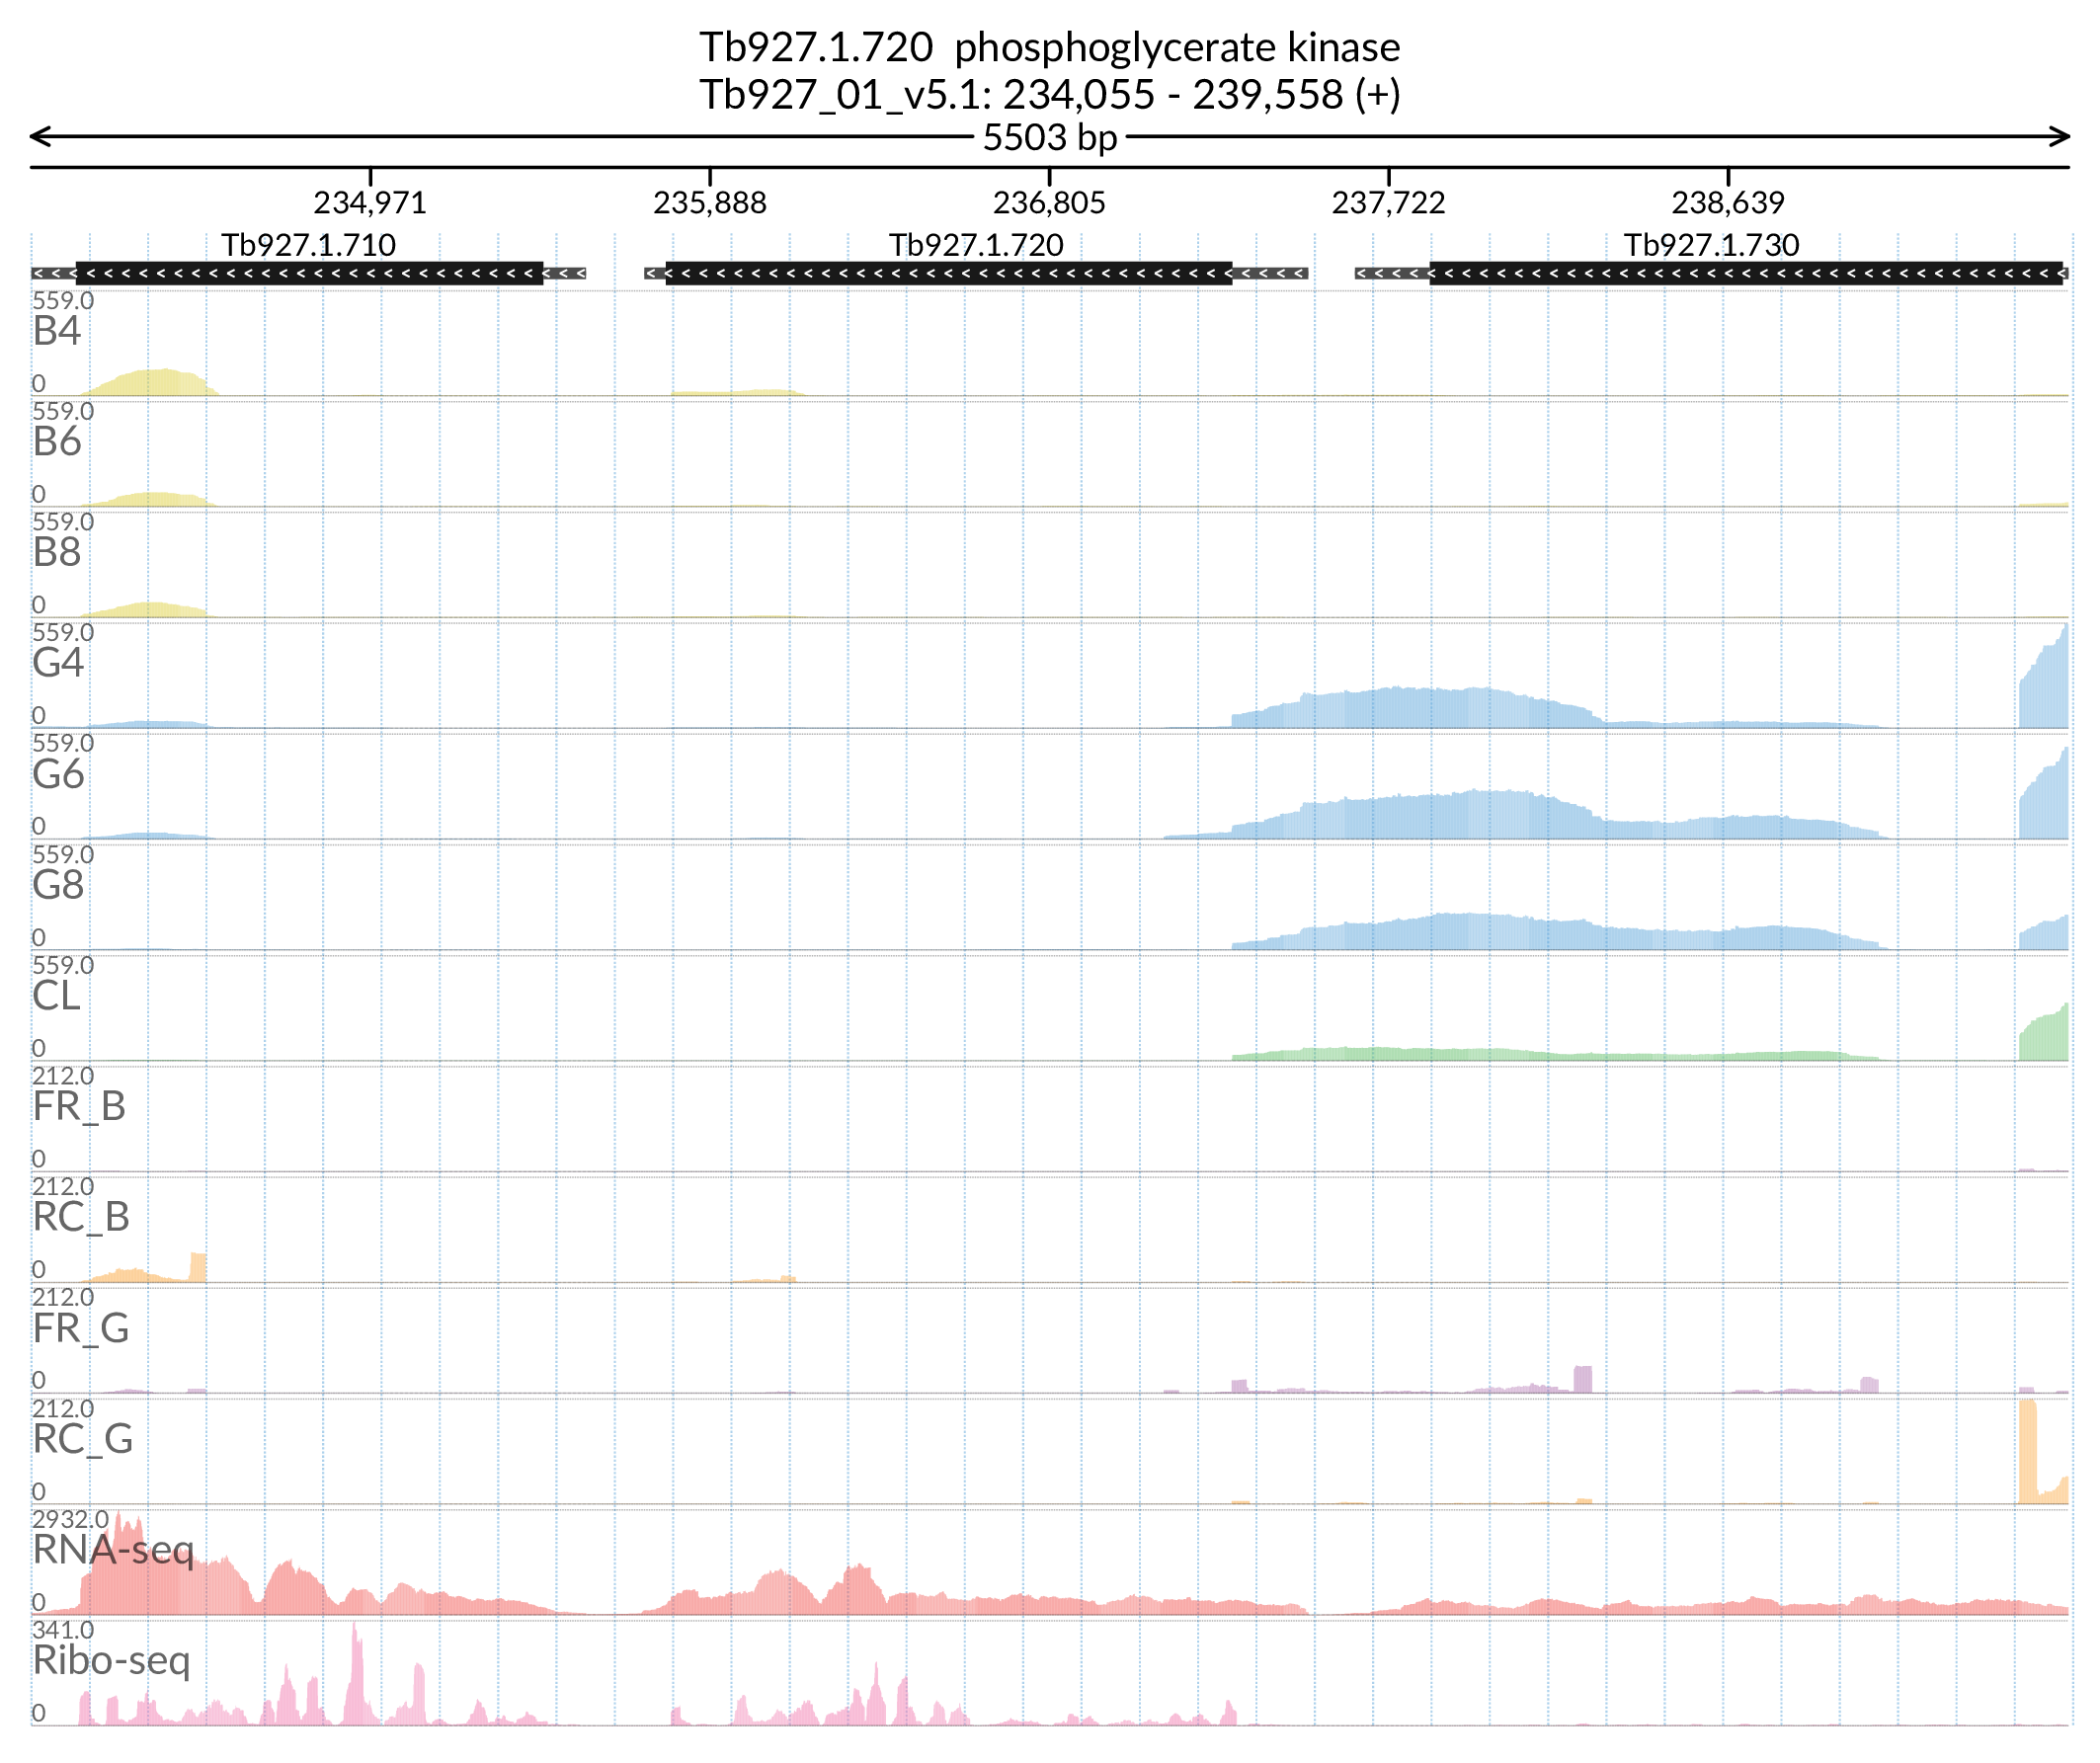 Tb927.1.720 phosphoglycerate kinase
Tb927_01_v5.1: 234,055 - 239,558 (+)
5503 bp
234,971 235,888 236,805 237,722 238,639
Tb927.1.710 Tb927.1.720 Tb927.1.730
559.0
B4
0
559.0
B6
0
559.0
B8
0
559.0
G4
0
559.0
G6
0
559.0
G8
0
559.0
CL
0
212.0
FR_B
0
212.0
RC_B
0
212.0
FR_G
0
212.0
RC_G
0
2932.0
RNA-seq
0
341.0
Ribo-seq
0